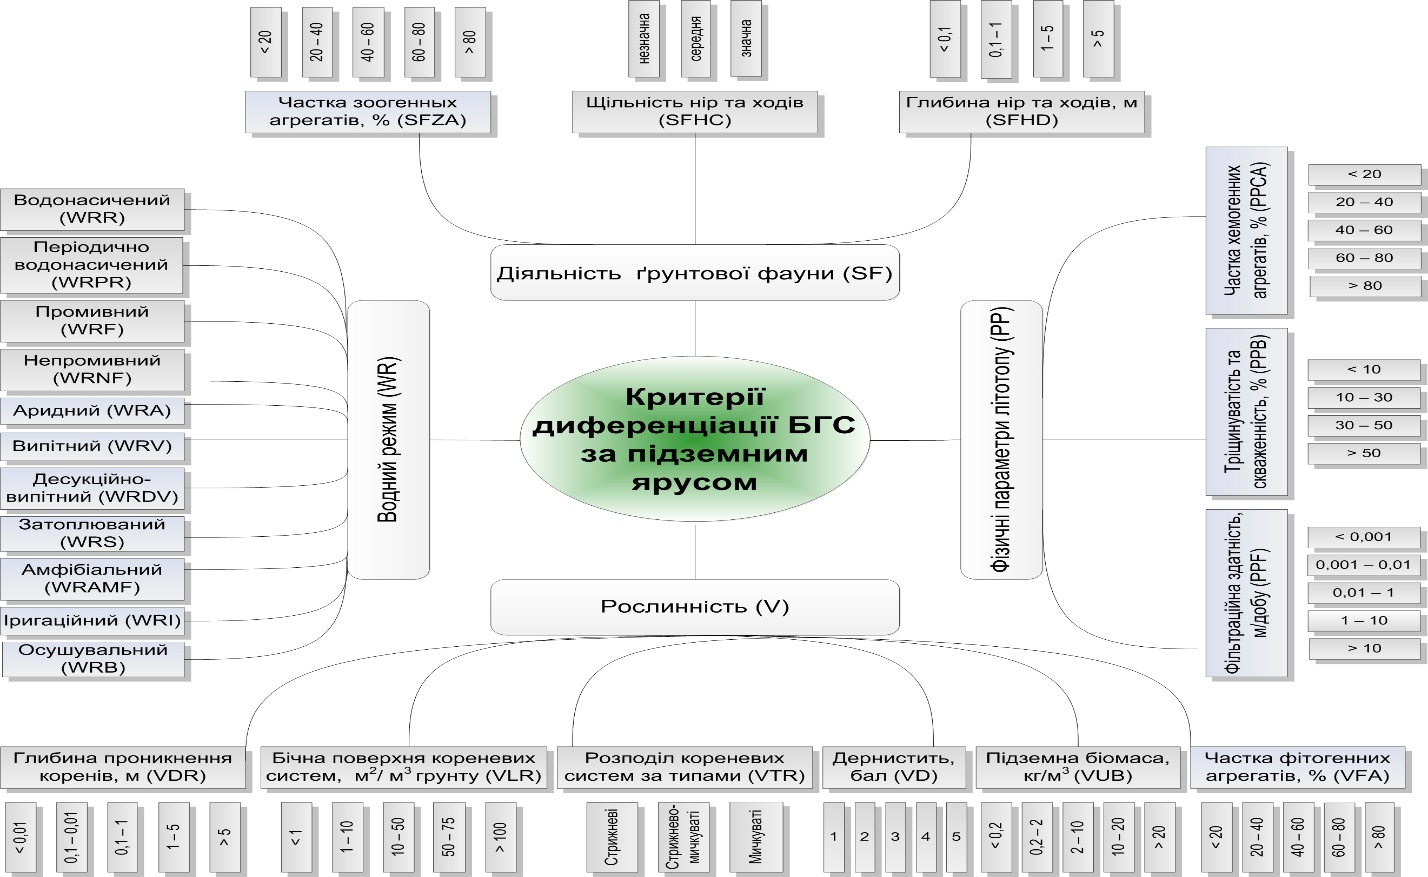 < 20
20 – 40
40 – 60
60 – 80
> 80
незначна
середня
значна
< 0,1
0,1 – 1
1 – 5
> 5
Частка зоогенных
агрегатів, % (SFZA)
Щільність нір та ходів
(SFHC)
Глибина нір та ходів, м
(SFHD)
Водонасичений
(WRR)
Періодично
водонасичений
(WRPR)
Промивний
(WRF)
Непромивний
(WRNF)
Аридний (WRA)
Випітний (WRV)
Десукційно-
випітний (WRDV)
Затоплюваний
(WRS)
Амфібіальний
(WRAMF)
Іригаційний (WRI)
Осушувальний
(WRB)
Водний режим (WR)
Діяльність ґрунтової фауни (SF)
Критерії
диференціації БГС
за підземним
ярусом
Рослинність (V)
Фізичні параметри літотопу (PP)
Частка хемогенних
агрегатів, % (PPCA)
< 20
20 – 40
40 – 60
60 – 80
> 80
Тріщинуватість та
скваженність, % (PPB)
< 10
10 – 30
30 – 50
> 50
Фільтраційна здатність,
м/добу (PPF)
< 0,001
0,001 – 0,01
0,01 – 1
1 – 10
> 10
Глибина проникнення
коренів, м (VDR)
Бічна поверхня кореневих
систем, м²/ м³ грунту (VLR)
Розподіл кореневих
систем за типами (VTR)
Дернистить,
бал (VD)
Підземна біомаса,
кг/м³ (VUB)
Частка фітогенних
агрегатів, % (VFA)
< 0,01
0,1 – 0,01
0,1 – 1
1 – 5
> 5
< 1
1 – 10
10 – 50
50 – 75
> 100
Стрижневі
Стрижнево-
мичкуваті
Мичкуваті
1
2
3
4
5
< 0,2
0,2 – 2
2 – 10
10 – 20
> 20
< 20
20 – 40
40 – 60
60 – 80
> 80